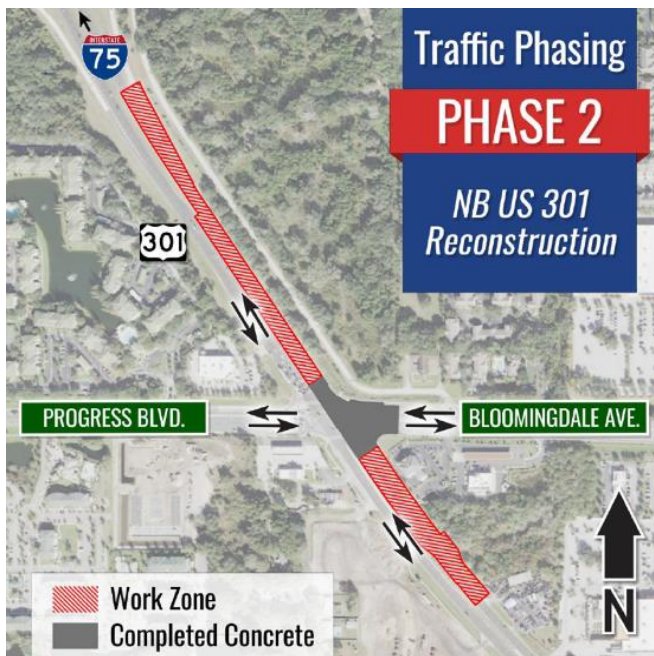 INTERSTATE
75
Traffic Phasing
PHASE 2
NB US 301
Reconstruction
301
PROGRESS BLVD.
BLOOMINGDALE AVE.
Work Zone
Completed Concrete
N